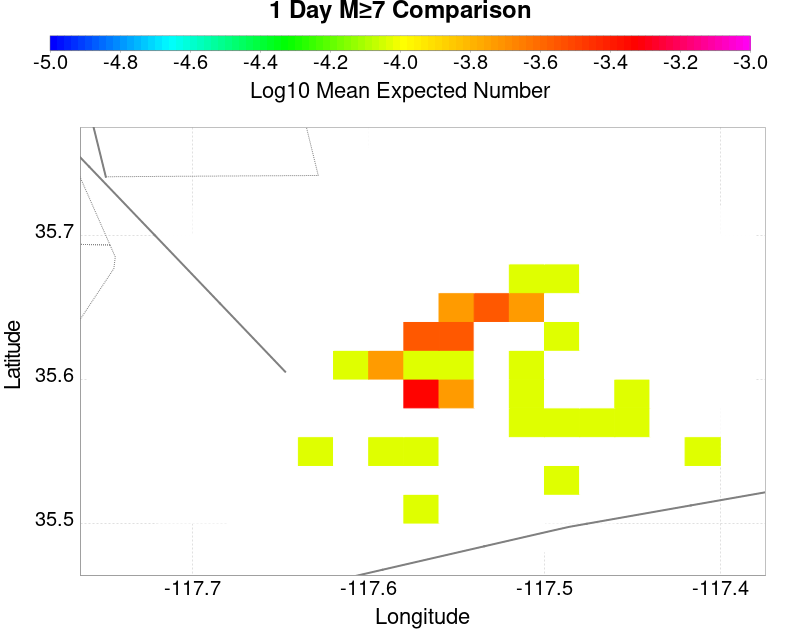 1 Day M≥7 Comparison
-5.0 -4.8 -4.6 -4.4 -4.2 -4.0 -3.8 -3.6 -3.4 -3.2 -3.0
Log10 Mean Expected Number
35.7
35.6
35.5
Latitude
-117.7 -117.6 -117.5 -117.4
Longitude